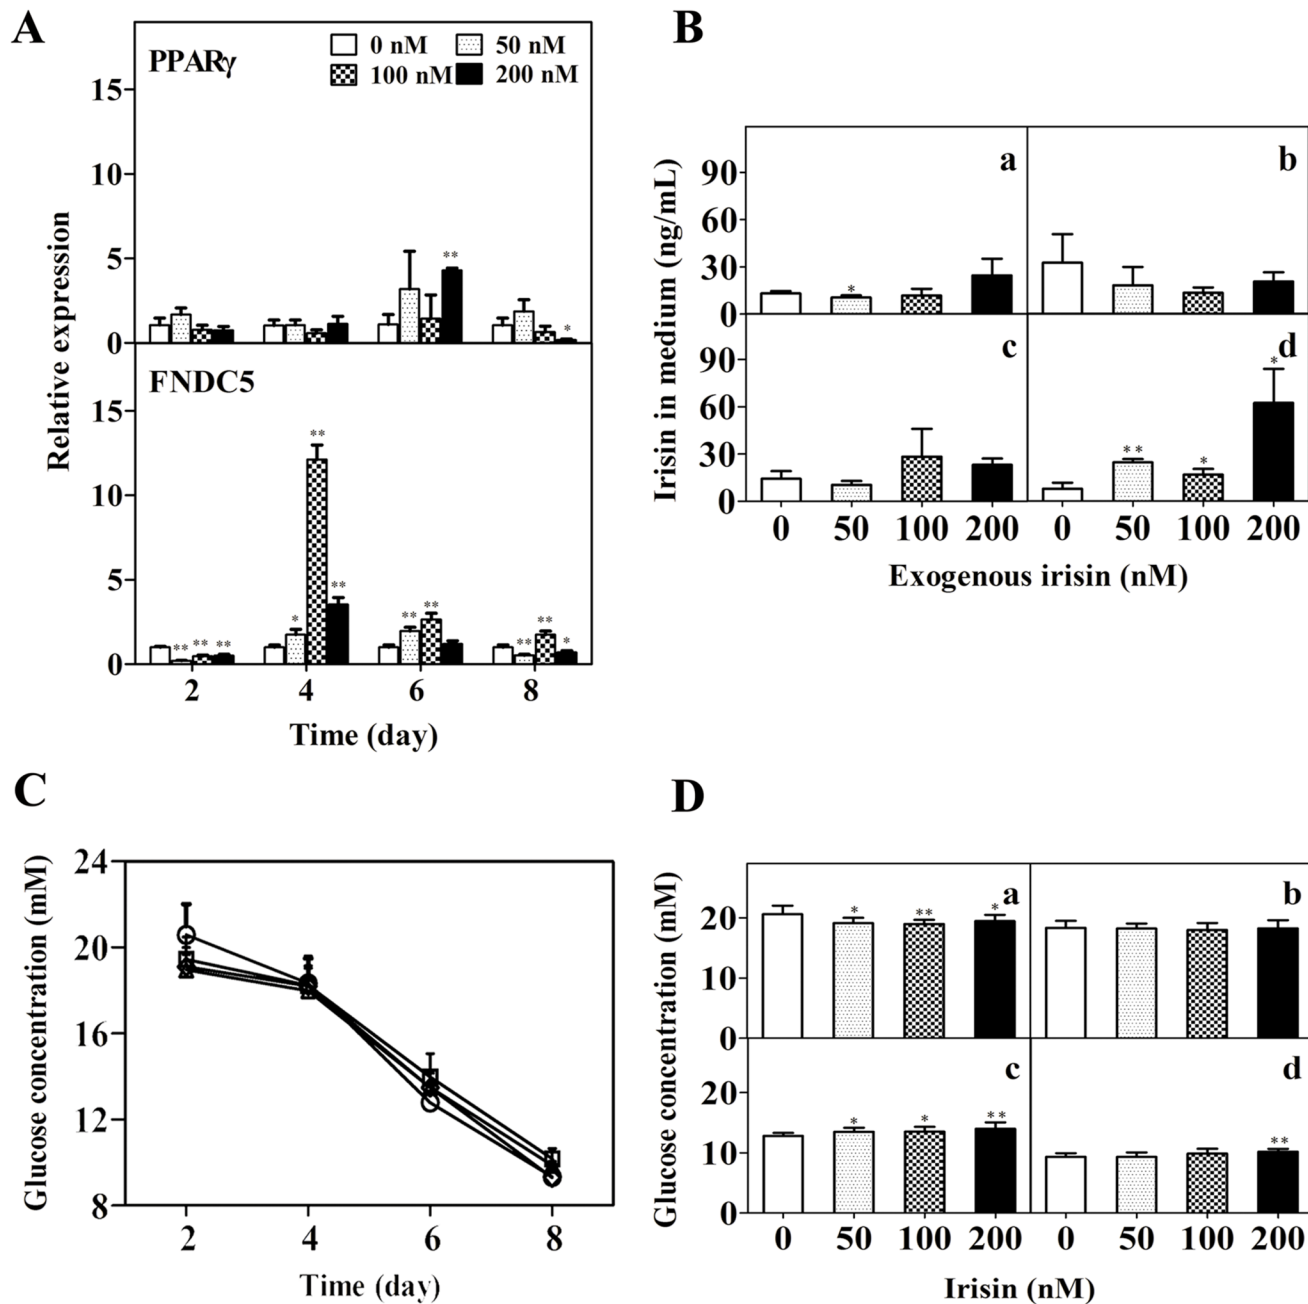 A
PPARγ
0 nM
50 nM
100 nM
200 nM
15
10
5
0
**
*
Relative expression
FNDC5
15
10
5
0
** ** **
* ** **
** **
** ** *
2 4 6 8
Time (day)
B
a
b
90
60
30
0
*
c
d
90
60
30
0
** * *
Irisin in medium (ng/mL)
0 50 100 200 0 50 100 200
Exogenous irisin (nM)
C
24
20
16
12
8
Glucose concentration (mM)
2 4 6 8
Time (day)
D
a
b
20
10
0
* ** *
c
d
20
10
0
* * **
**
Glucose concentration (mM)
0 50 100 200 0 50 100 200
Irisin (nM)